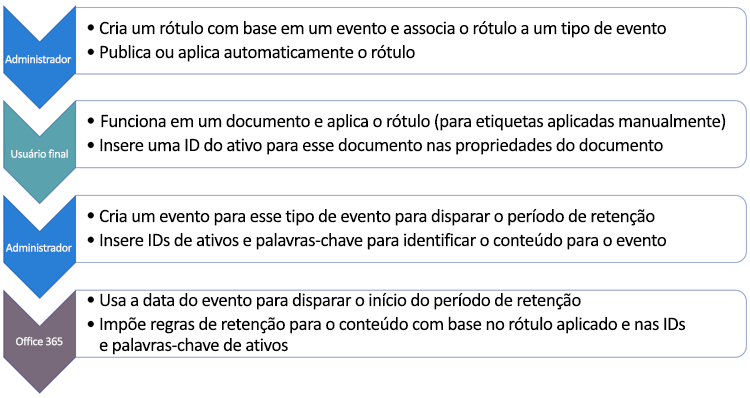 Administrador
• Cria um rótulo com base em um evento e associa o rótulo a um tipo de evento
• Publica ou aplica automaticamente o rótulo
Usuário final
• Funciona em um documento e aplica o rótulo (para etiquetas aplicadas manualmente)
• Insere uma ID do ativo para esse documento nas propriedades do documento
Administrador
• Cria um evento para esse tipo de evento para disparar o período de retenção
• Insere IDs de ativos e palavras-chave para identificar o conteúdo para o evento
Office 365
• Usa a data do evento para disparar o início do período de retenção
• Impõe regras de retenção para o conteúdo com base no rótulo aplicado e nas IDs
e palavras-chave de ativos